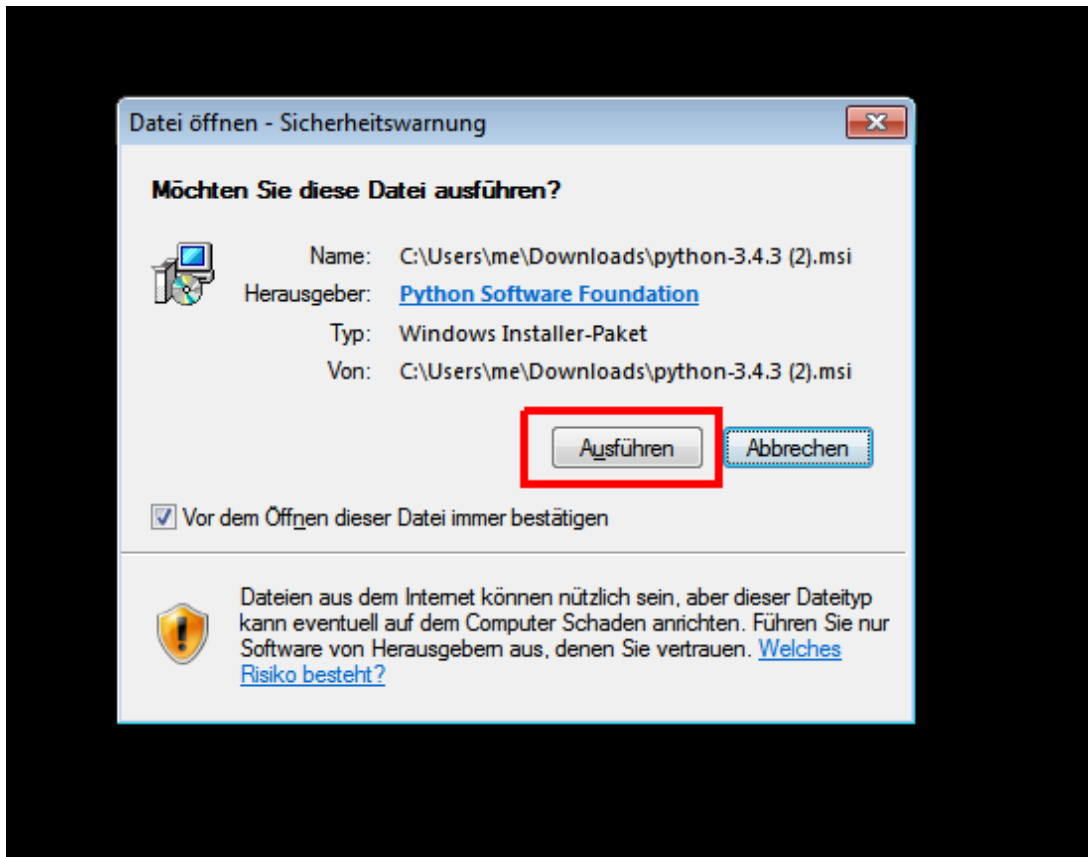 Datei öffnen - Sicherheitswarnung
Möchten Sie diese Datei ausführen?
Name: C:\Users\me\Downloads\python-3.4.3 (2).msi
Herausgeber: Python Software Foundation
Typ: Windows Installer-Paket
Von: C:\Users\me\Downloads\python-3.4.3 (2).msi
Ausführen Abbrechen
Vor dem Öffnen dieser Datei immer bestätigen
Dateien aus dem Internet können nützlich sein, aber dieser Dateityp
kann eventuell auf dem Computer Schaden anrichten. Führen Sie nur
Software von Herausgebern aus, denen Sie vertrauen. Welches
Risiko besteht?